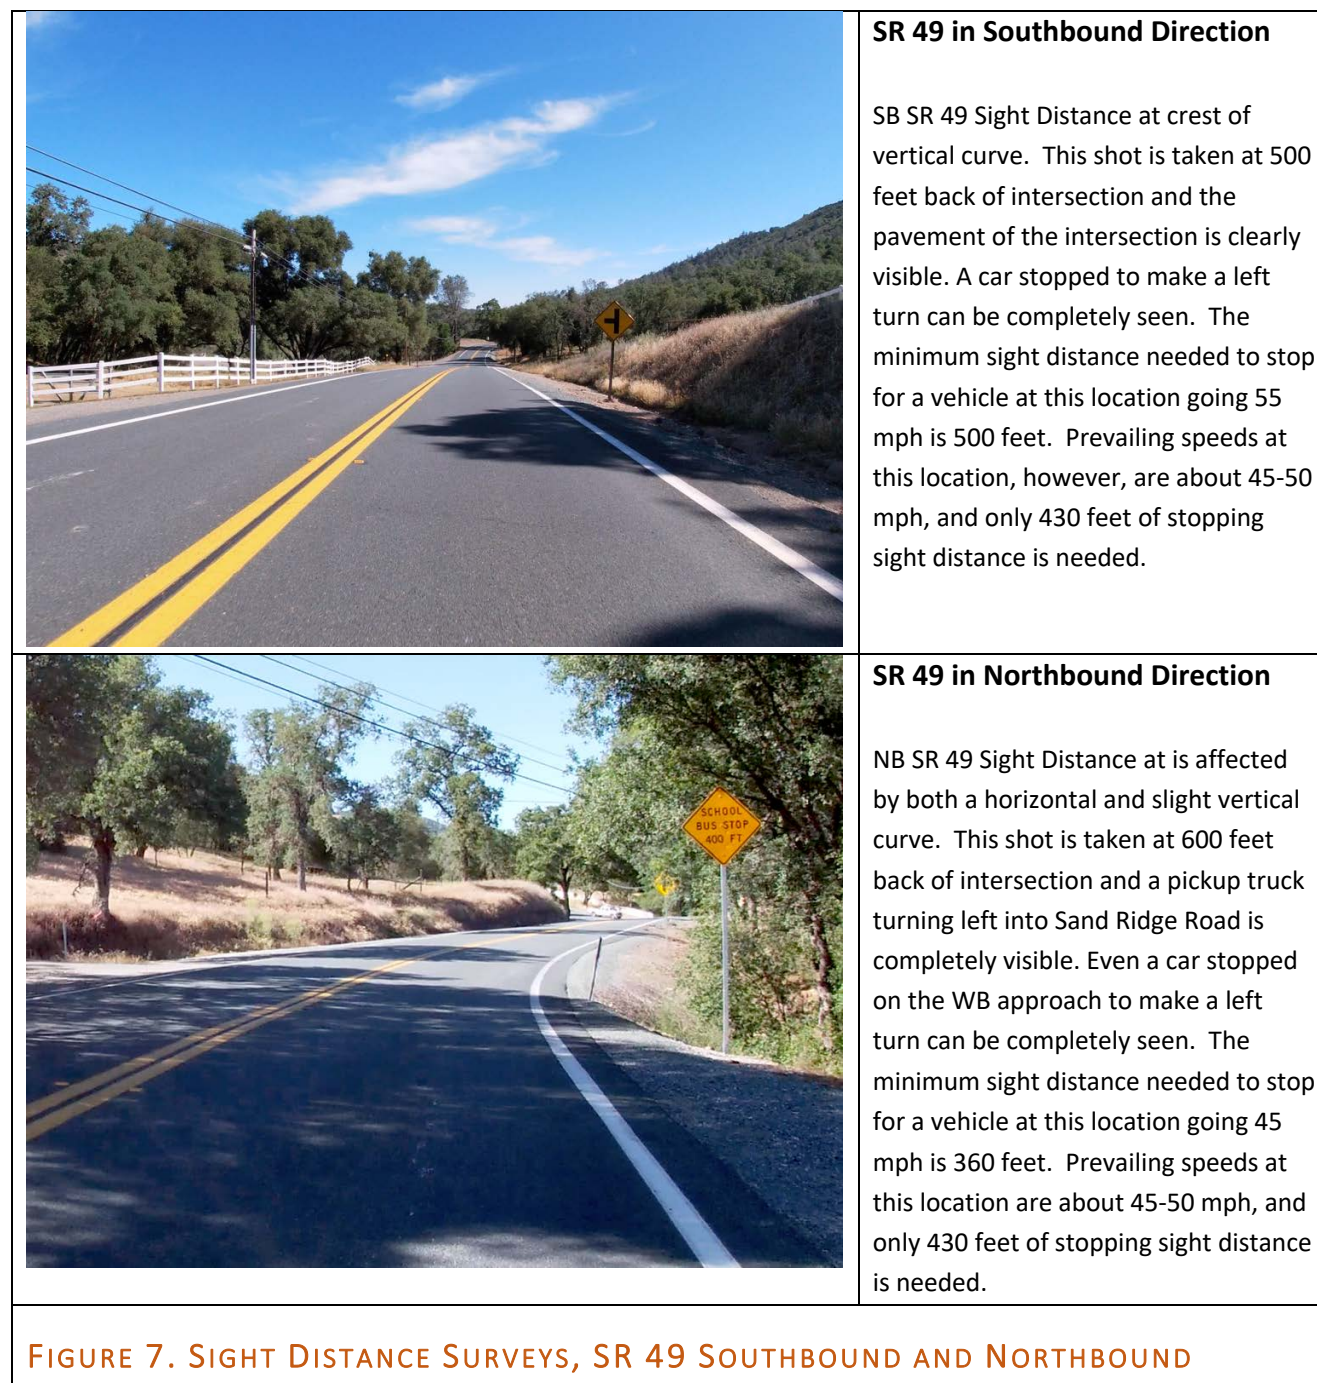 SR 49 in Southbound Direction
SB SR 49 Sight Distance at crest of
vertical curve.  This shot is taken at 500
feet back of intersection and the
pavement of the intersection is clearly
visible. A car stopped to make a left
turn can be completely seen.  The
minimum sight distance needed to stop
for a vehicle at this location going 55
mph is 500 feet.  Prevailing speeds at
this location, however, are about 45-50
mph, and only 430 feet of stopping
sight distance is needed.
SCHOOL
BUS STOP
400 FT
SR 49 in Northbound Direction
NB SR 49 Sight Distance at is affected
by both a horizontal and slight vertical
curve.  This shot is taken at 600 feet
back of intersection and a pickup truck
turning left into Sand Ridge Road is
completely visible. Even a car stopped
on the WB approach to make a left
turn can be completely seen.  The
minimum sight distance needed to stop
for a vehicle at this location going 45
mph is 360 feet.  Prevailing speeds at
this location are about 45-50 mph, and
only 430 feet of stopping sight distance
is needed.
FIGURE 7. SIGHT DISTANCE SURVEYS, SR 49 SOUTHBOUND AND NORTHBOUND